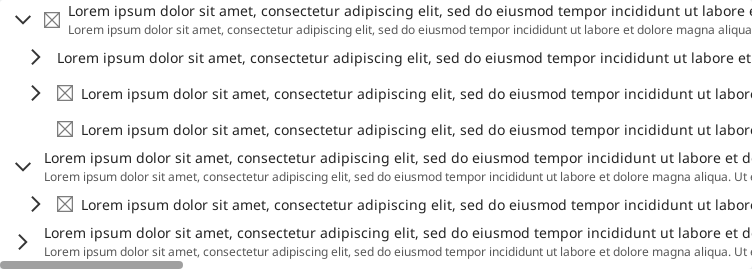 Lorem ipsum dolor sit amet, consectetur adipiscing elit, sed do eiusmod tempor incididunt ut labore
Lorem ipsum dolor sit amet, consectetur adipiscing elit, sed do eiusmod tempor incididunt ut labore et dolore magna aliqua
Lorem ipsum dolor sit amet, consectetur adipiscing elit, sed do eiusmod tempor incididunt ut labore et
Lorem ipsum dolor sit amet, consectetur adipiscing elit, sed do eiusmod tempor incididunt ut labor
Lorem ipsum dolor sit amet, consectetur adipiscing elit, sed do eiusmod tempor incididunt ut labor
Lorem ipsum dolor sit amet, consectetur adipiscing elit, sed do eiusmod tempor incididunt ut labore et d
Lorem ipsum dolor sit amet, consectetur adipiscing elit, sed do eiusmod tempor incididunt ut labore et dolore magna aliqua. Ut
Lorem ipsum dolor sit amet, consectetur adipiscing elit, sed do eiusmod tempor incididunt ut labor
Lorem ipsum dolor sit amet, consectetur adipiscing elit, sed do eiusmod tempor incididunt ut labore et d
Lorem ipsum dolor sit amet, consectetur adipiscing elit, sed do eiusmod tempor incididunt ut labore et dolore magna aliqua. Ut